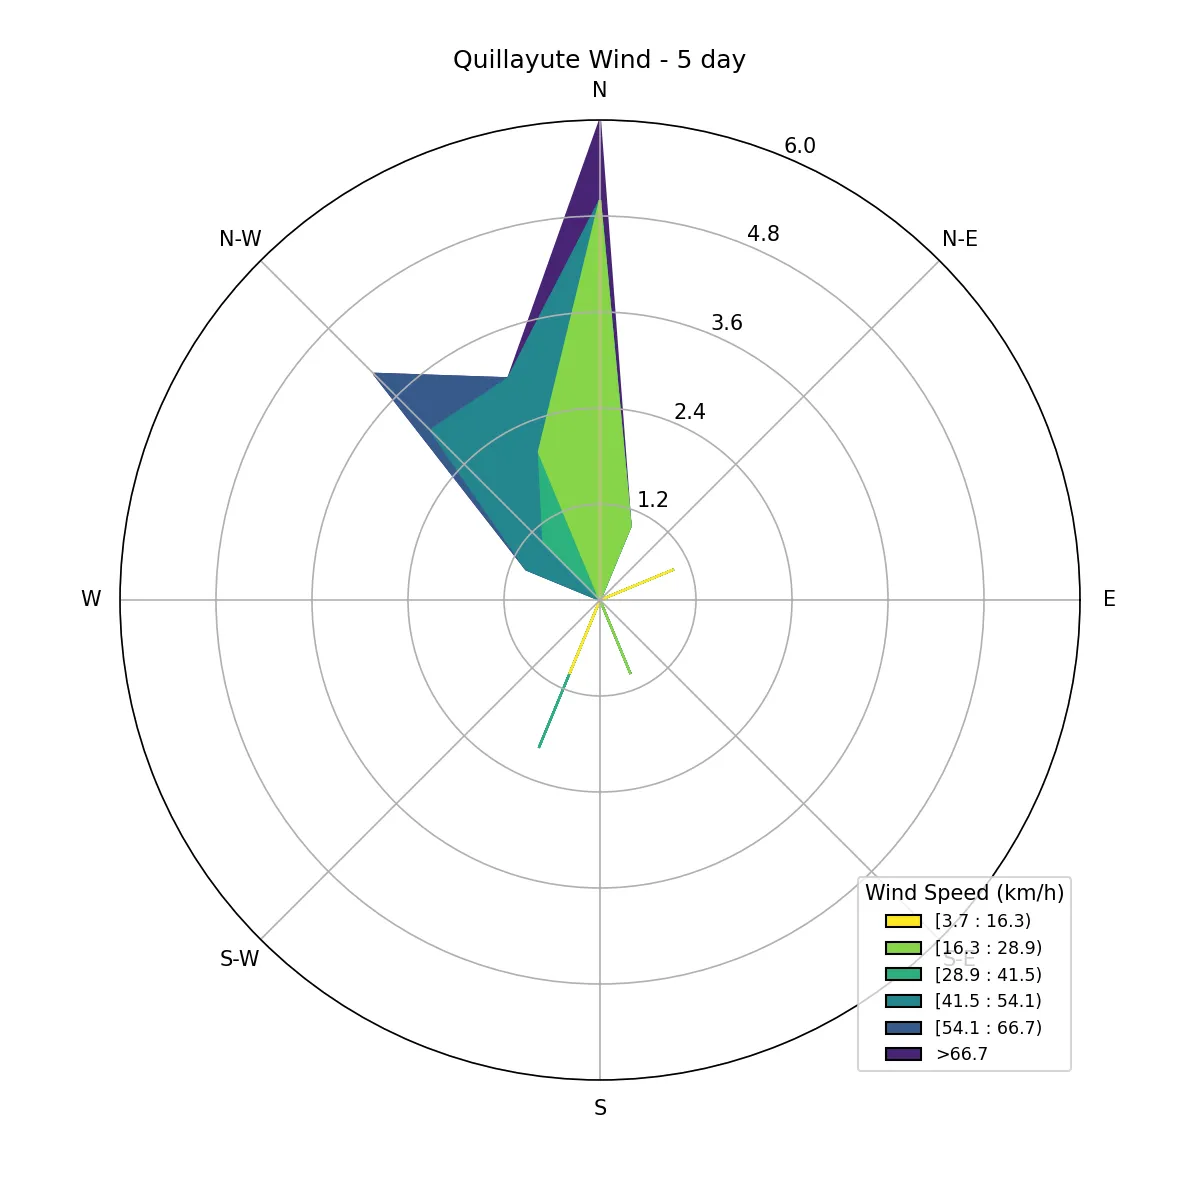 Quillayute Wind - 5 day
N
6.0
N-W
N-E
4.8
3.6
2.4
1.2
W
E
Wind Speed (km/h)
[3.7 : 16.3)
[16.3 : 28.9)
S-W
S-E
[28.9 : 41.5)
[41.5 : 54.1)
[54.1 : 66.7)
>66.7
S